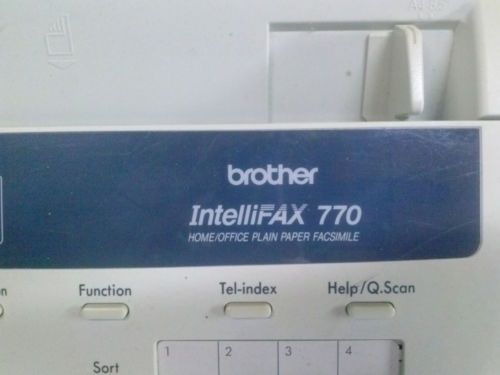 brother
IntelliFAX 770
HOME/OFFICE PLAIN PAPER FACSIMILE
Function Tel-index Help/Q.Scan
Sort 1 2 3 4